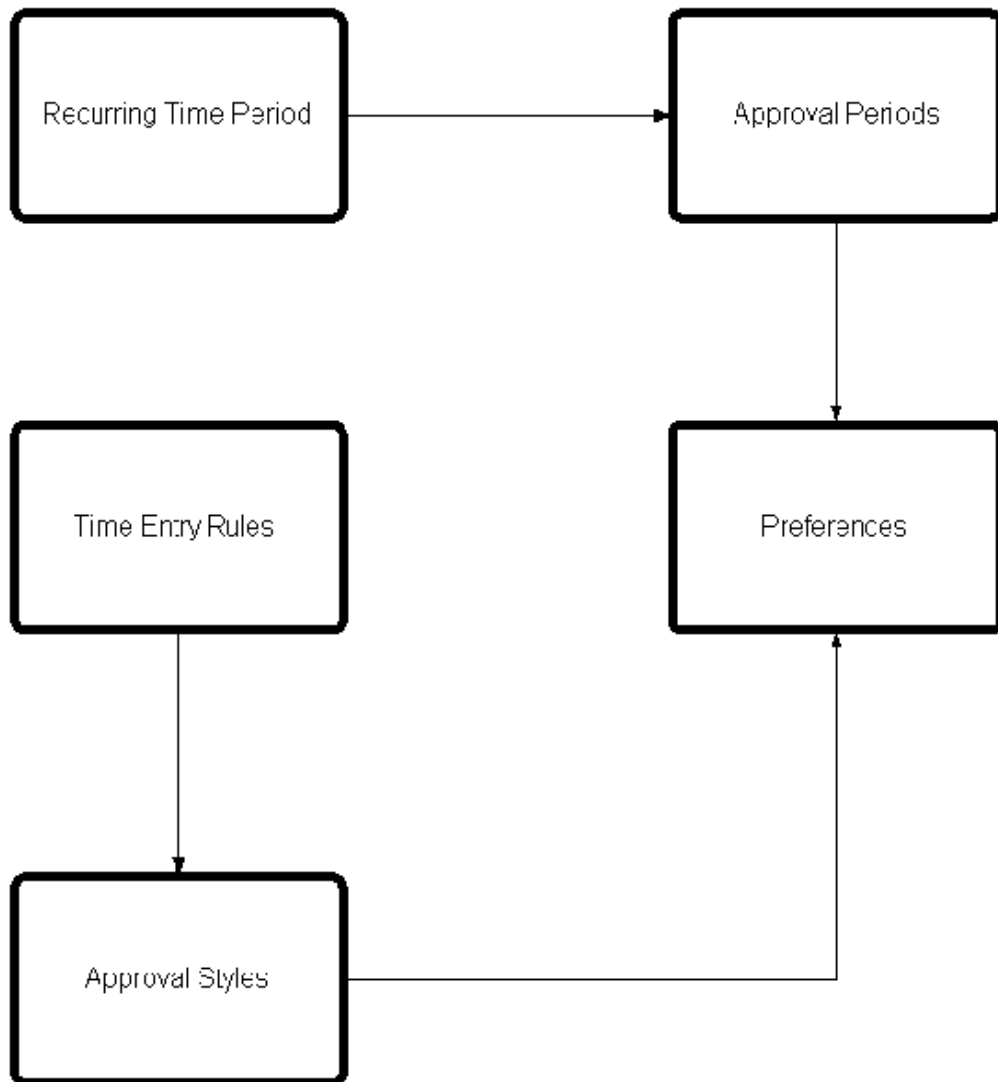 Recurring Time Period
Approval Periods
Time Entry Rules
Preferences
Approval Styles